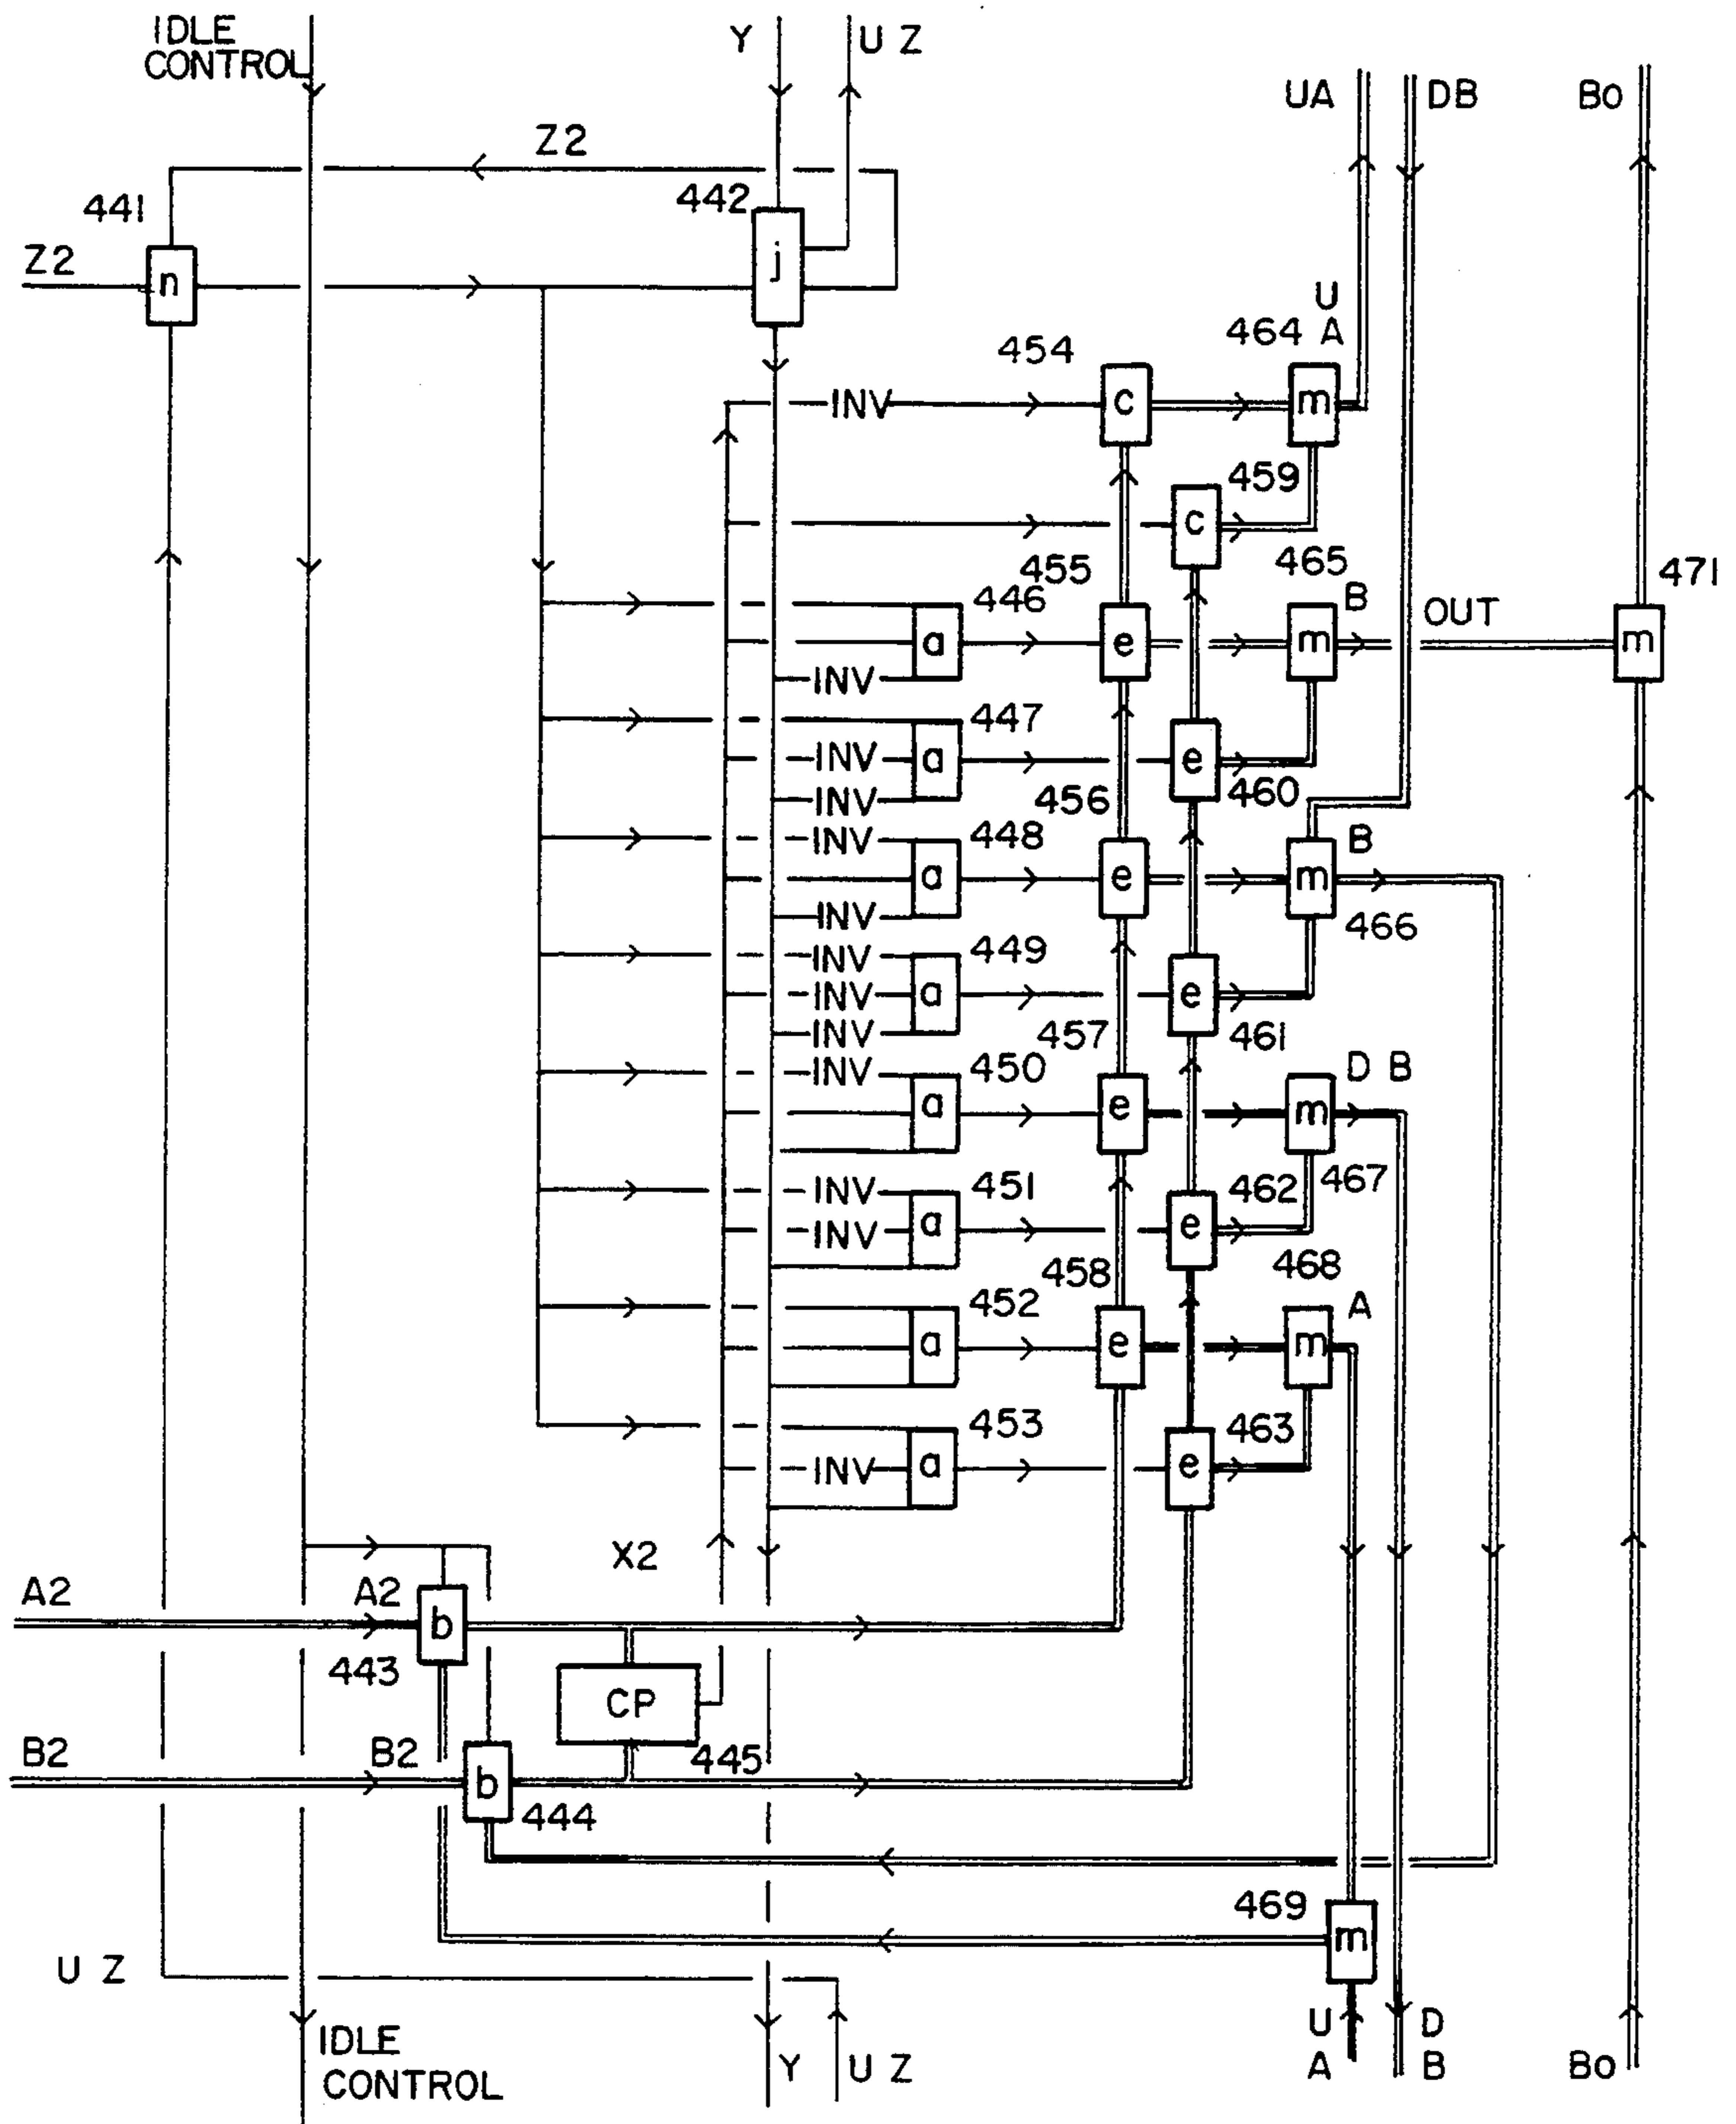 IDLE
CONTROL
Y
U Z
UA
DB
Bo
Z2
441
442
Z2
n
j
U
454
464 A
INV
c
m
459
c
455
465
471
446
B
OUT
a
e
m
m
INV
447
INV
a
e
INV
456
460
INV
448
B
a
e
m
INV
466
INV
449
INV
a
e
INV
457
461
INV
450
D B
a
e
m
INV
451
462
467
INV
a
e
458
468
452
A
a
e
m
453
463
INV
a
e
X2
A2
A2
b
443
CP
B2
B2
445
b
444
469
m
U Z
IDLE
CONTROL
Y
U Z
U
A
D
B
Bo